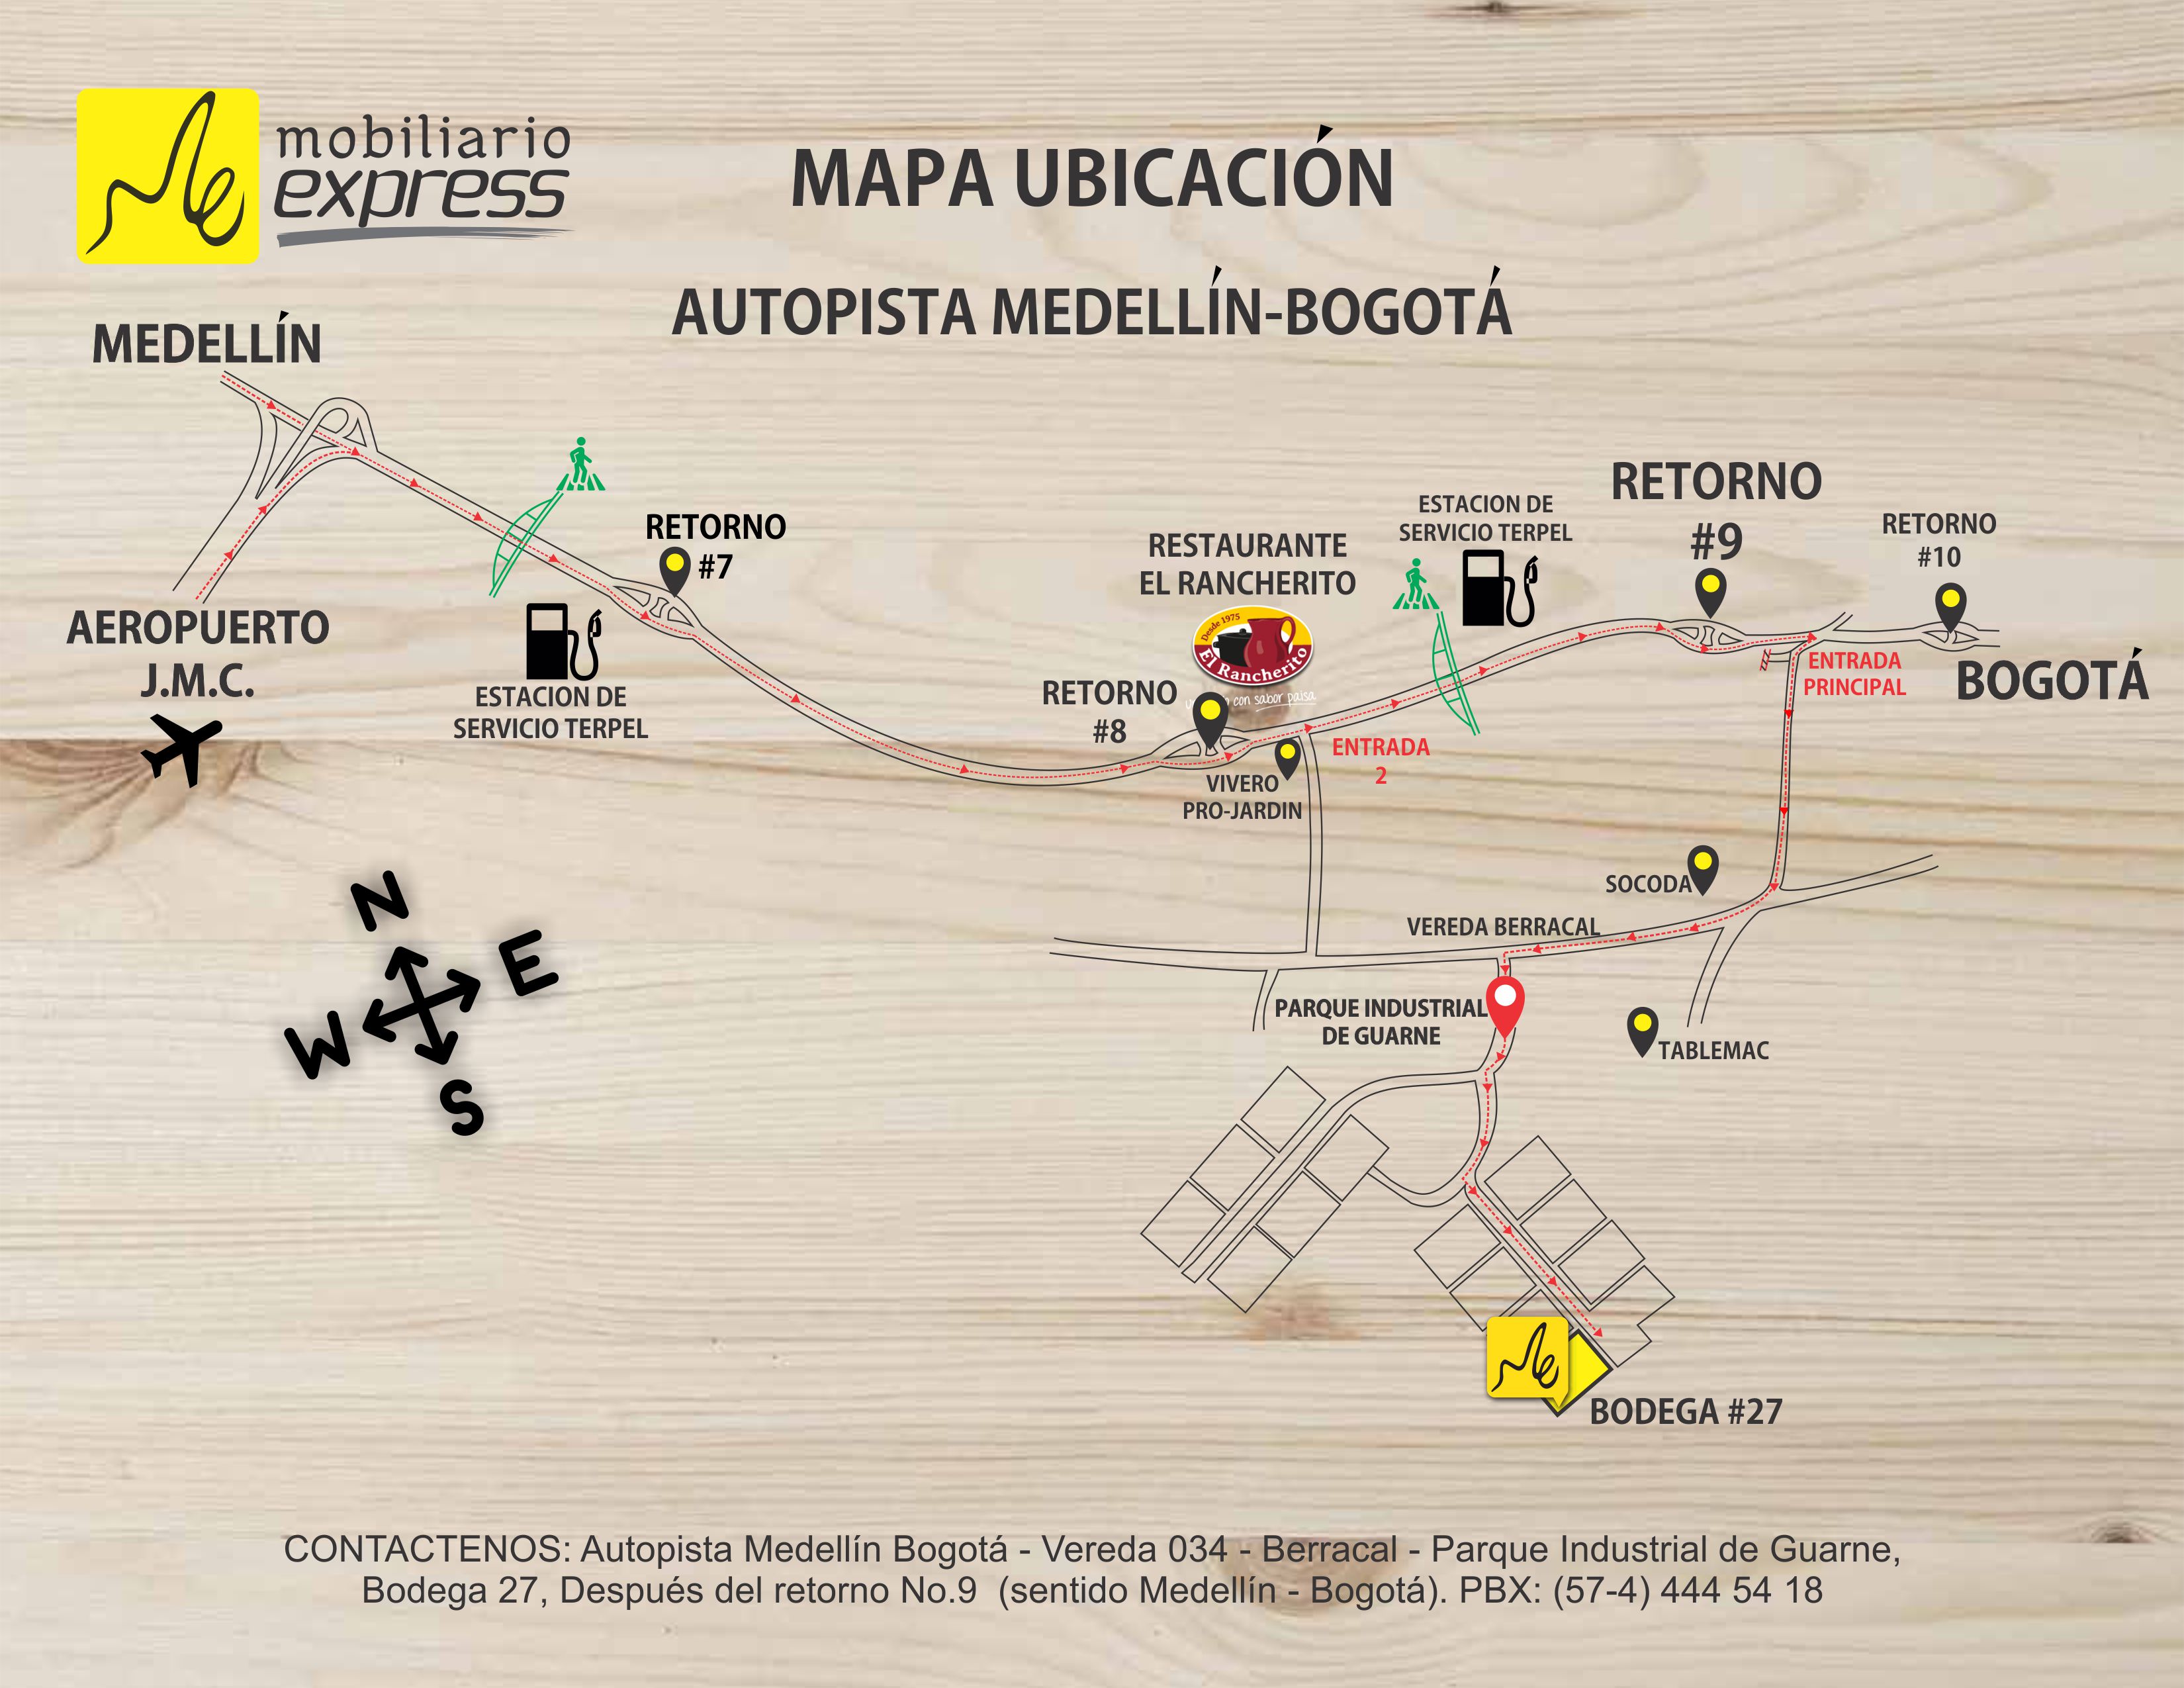 mobiliario
express
MAPA UBICACIÓN
AUTOPISTA MEDELLÍN-BOGOTÁ
MEDELLÍN
AEROPUERTO
J.M.C.
ESTACION DE
SERVICIO TERPEL
RETORNO
#7
RETORNO
#8
RESTAURANTE
EL RANCHERITO
Desde 1975
El Rancherito
con sabor paisa
VIVERO
PRO-JARDIN
ENTRADA
2
ESTACION DE
SERVICIO TERPEL
RETORNO
#9
RETORNO
#10
ENTRADA
PRINCIPAL
BOGOTÁ
SOCODA
VEREDA BERRACAL
PARQUE INDUSTRIAL
DE GUARNE
TABLEMAC
N
E
W
S
BODEGA #27
CONTACTENOS: Autopista Medellín Bogotá - Vereda 034 - Berracal - Parque Industrial de Guarne,
Bodega 27, Después del retorno No.9 (sentido Medellín - Bogotá). PBX: (57-4) 444 54 18